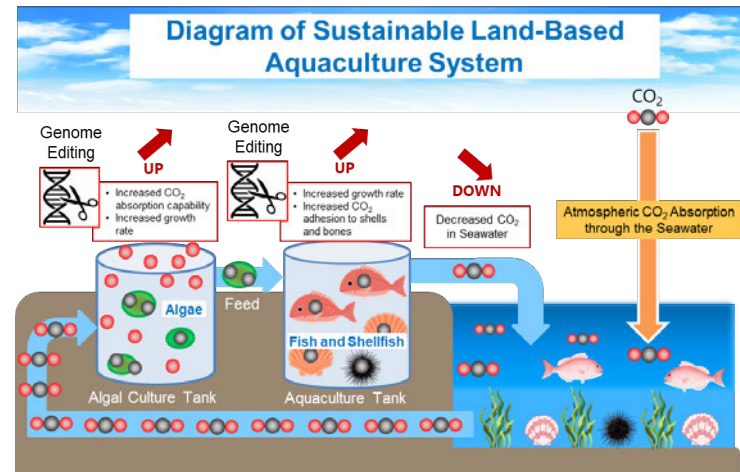 Diagram of Sustainable Land-Based
Aquaculture System
CO₂
Genome
Editing
UP
• Increased CO₂
absorption capability
• Increased growth
rate
Genome
Editing
UP
• Increased growth rate
• Increased CO₂
adhesion to shells
and bones
DOWN
Decreased CO₂
in Seawater
Atmospheric CO₂ Absorption
through the Seawater
Algae
Feed
Fish and Shellfish
Algal Culture Tank
Aquaculture Tank